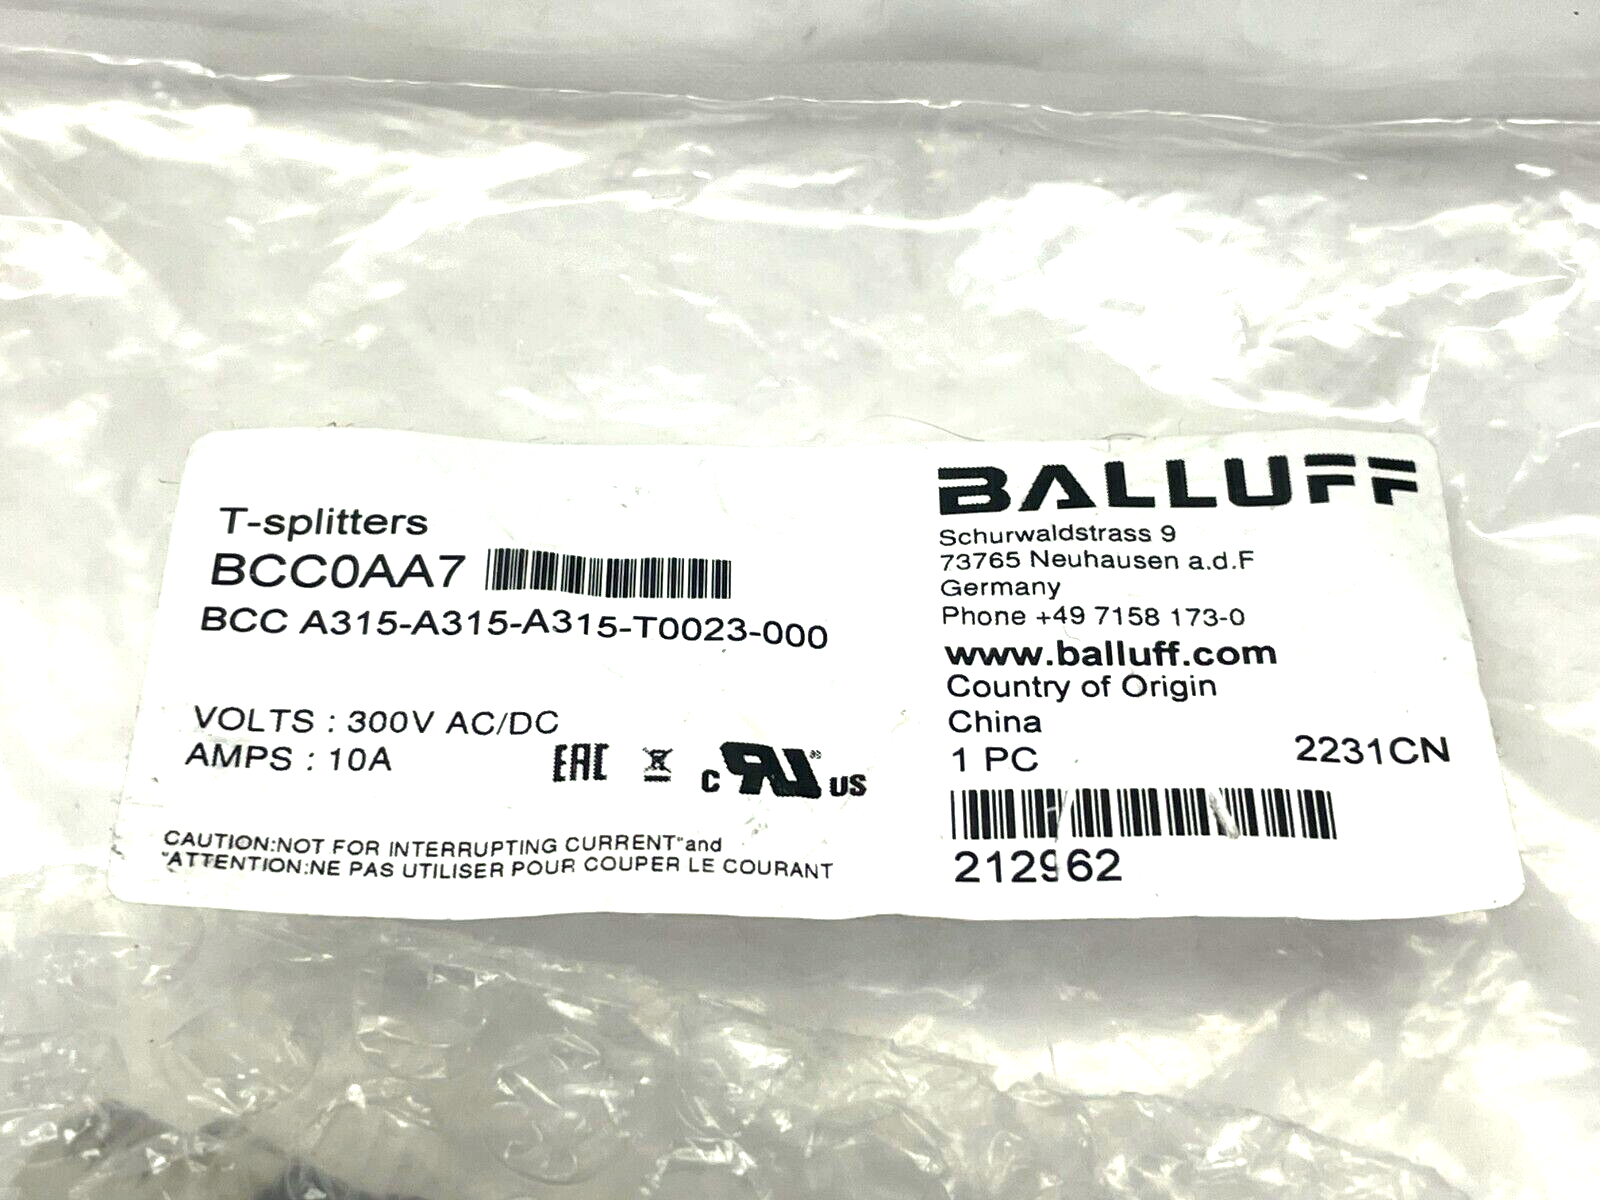 T-splitters
BCC0AA7
BCC A315-A315-A315-T0023-000
VOLTS : 300V AC/DC
AMPS : 10A
EAC
c RU ® US
CAUTION:NOT FOR INTERRUPTING CURRENT"and
"ATTENTION:NE PAS UTILISER POUR COUPER LE COURANT
BALLUFF
Schurwaldstrass 9
73765 Neuhausen a.d.F
Germany
Phone +49 7158 173-0
www.balluff.com
Country of Origin
China
1 PC 2231CN
212962